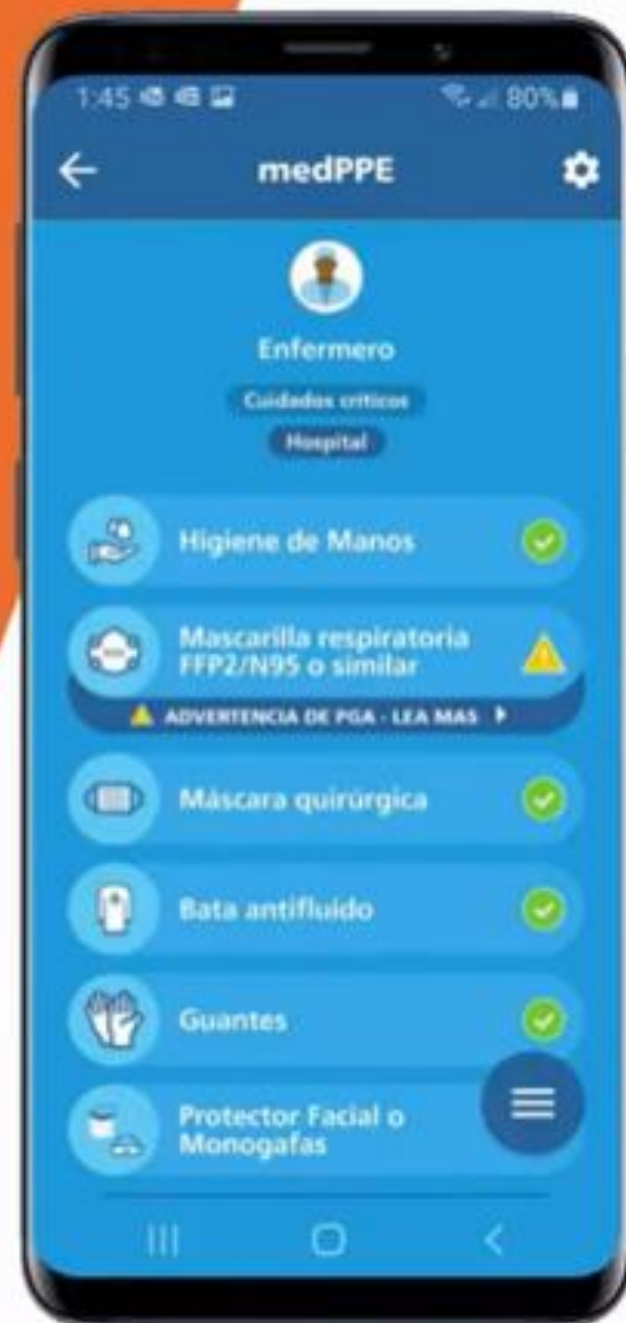 1:45
80%
medPPE
Enfermero
Cuidados críticos
Hospital
Higiene de Manos
Mascarilla respiratoria
FFP2/N95 o similar
ADVERTENCIA DE PGA - LEA MAS
Máscara quirúrgica
Bata antifluido
Guantes
Protector Facial o
Monogafas